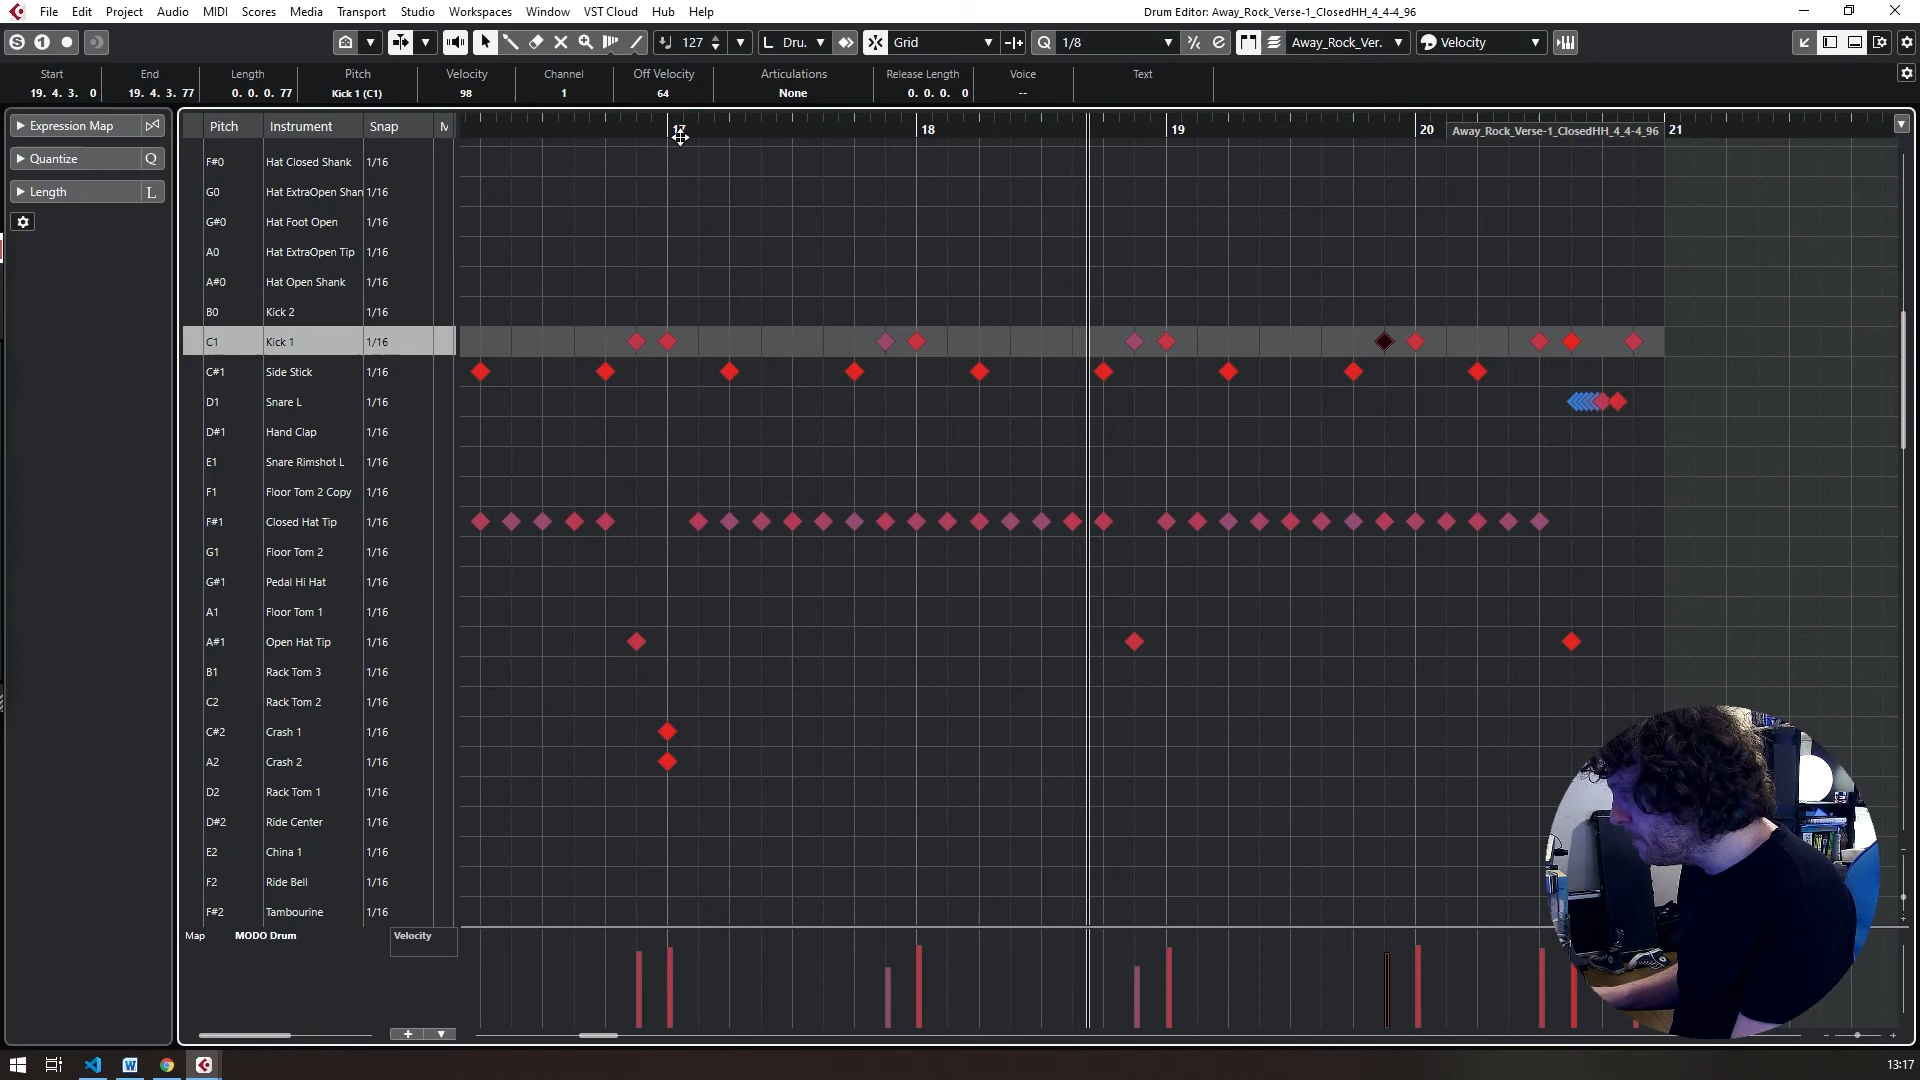 File Edit Project Audio MIDI Scores Media Transport Studio Workspaces Window VST Cloud Hub Help
Drum Editor: Away_Rock_Verse-1_ClosedHH_4_4-4_96
127
L Dru.
Grid
Q 1/8
Away_Rock_Ver.
Velocity
Start End Length Pitch Velocity Channel Off Velocity Articulations Release Length Voice Text
19. 4. 3. 0 19. 4. 3. 77 0. 0. 0. 77 Kick 1 (C1) 98 1 64 None 0. 0. 0. 0 --
Expression Map
Quantize Q
Length L
Pitch Instrument Snap M
17 18 19 20 21
Away_Rock_Verse-1_ClosedHH_4_4-4_96
F#0 Hat Closed Shank 1/16
G0 Hat ExtraOpen Shan 1/16
G#0 Hat Foot Open 1/16
A0 Hat ExtraOpen Tip 1/16
A#0 Hat Open Shank 1/16
B0 Kick 2 1/16
C1 Kick 1 1/16
C#1 Side Stick 1/16
D1 Snare L 1/16
D#1 Hand Clap 1/16
E1 Snare Rimshot L 1/16
F1 Floor Tom 2 Copy 1/16
F#1 Closed Hat Tip 1/16
G1 Floor Tom 2 1/16
G#1 Pedal Hi Hat 1/16
A1 Floor Tom 1 1/16
A#1 Open Hat Tip 1/16
B1 Rack Tom 3 1/16
C2 Rack Tom 2 1/16
C#2 Crash 1 1/16
A2 Crash 2 1/16
D2 Rack Tom 1 1/16
D#2 Ride Center 1/16
E2 China 1 1/16
F2 Ride Bell 1/16
F#2 Tambourine 1/16
Map MODO Drum Velocity
13:17